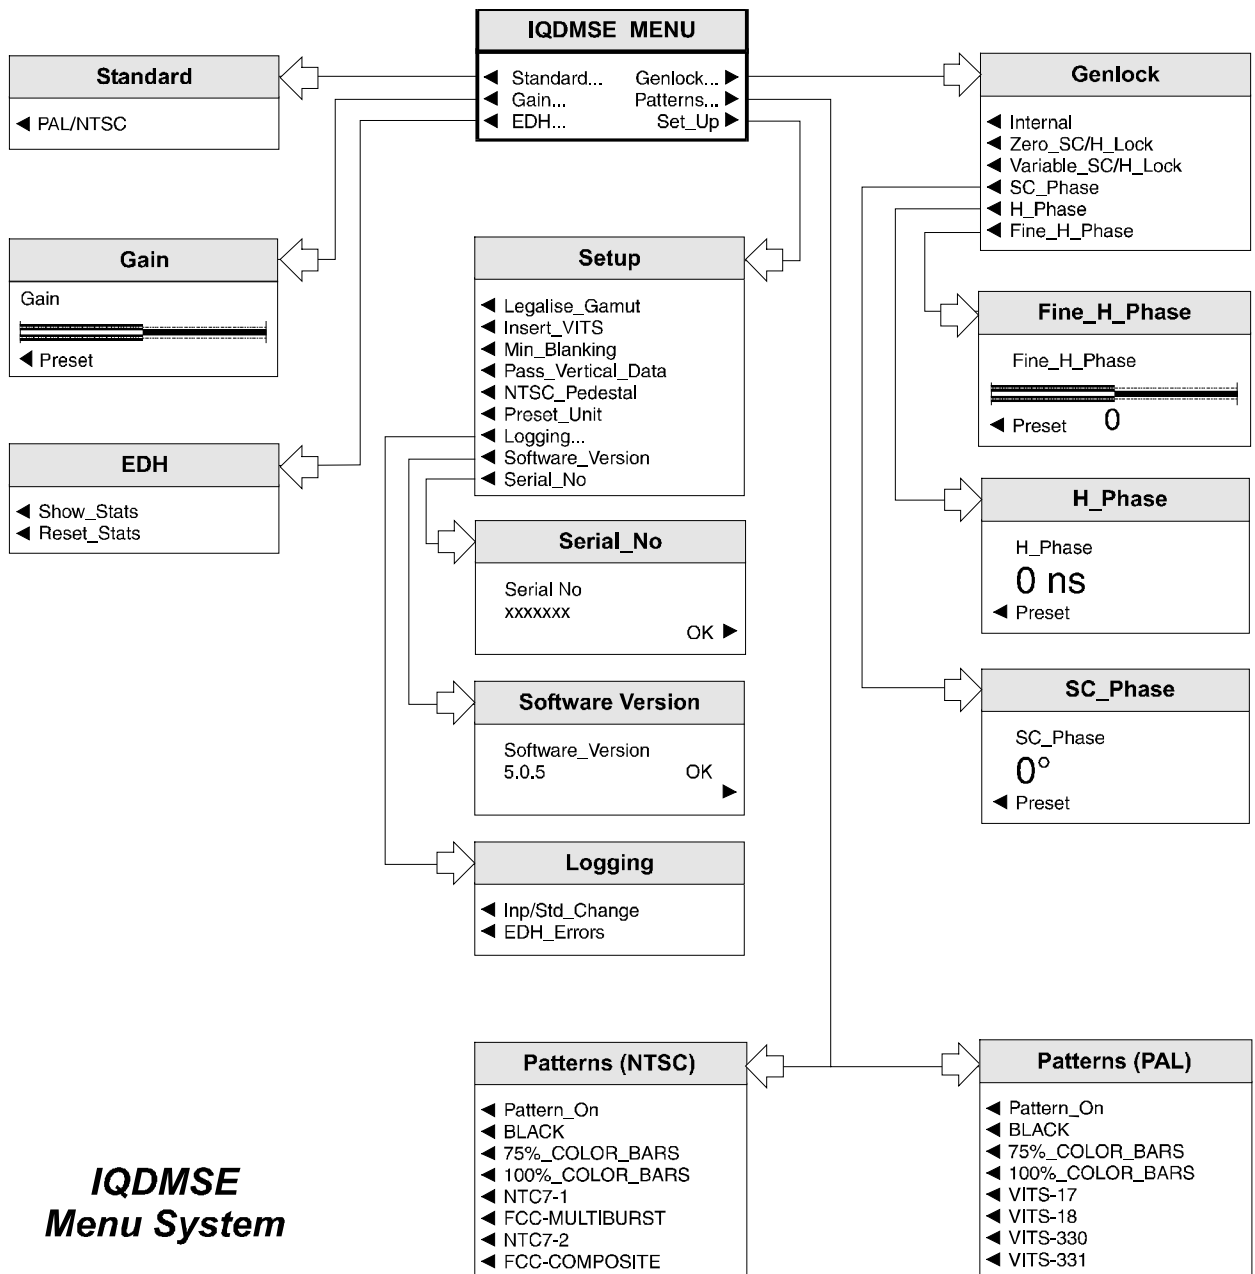 IQDMSE MENU
Standard... Genlock...
Gain... Patterns...
EDH... Set_Up
Standard
PAL/NTSC
Gain
Gain
Preset
EDH
Show_Stats
Reset_Stats
Setup
Legalise_Gamut
Insert_VITS
Min_Blanking
Pass_Vertical_Data
NTSC_Pedestal
Preset_Unit
Logging...
Software_Version
Serial_No
Serial_No
Serial No
xxxxxxx
OK
Software Version
Software_Version
5.0.5 OK
Logging
Inp/Std_Change
EDH_Errors
Genlock
Internal
Zero_SC/H_Lock
Variable_SC/H_Lock
SC_Phase
H_Phase
Fine_H_Phase
Fine_H_Phase
Fine_H_Phase
Preset 0
H_Phase
H_Phase
0 ns
Preset
SC_Phase
SC_Phase
0°
Preset
Patterns (NTSC)
Pattern_On
BLACK
75%_COLOR_BARS
100%_COLOR_BARS
NTC7-1
FCC-MULTIBURST
NTC7-2
FCC-COMPOSITE
Patterns (PAL)
Pattern_On
BLACK
75%_COLOR_BARS
100%_COLOR_BARS
VITS-17
VITS-18
VITS-330
VITS-331
IQDMSE
Menu System